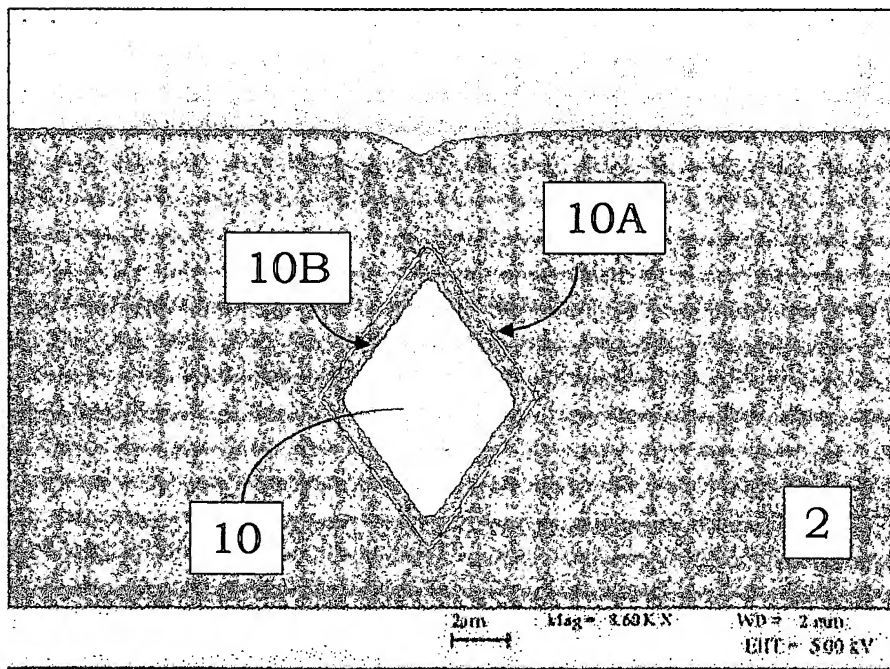 10A
10B
10
2
2µm Mag = 8.60 K X WD = 2 mm
EHT = 5.00 kV